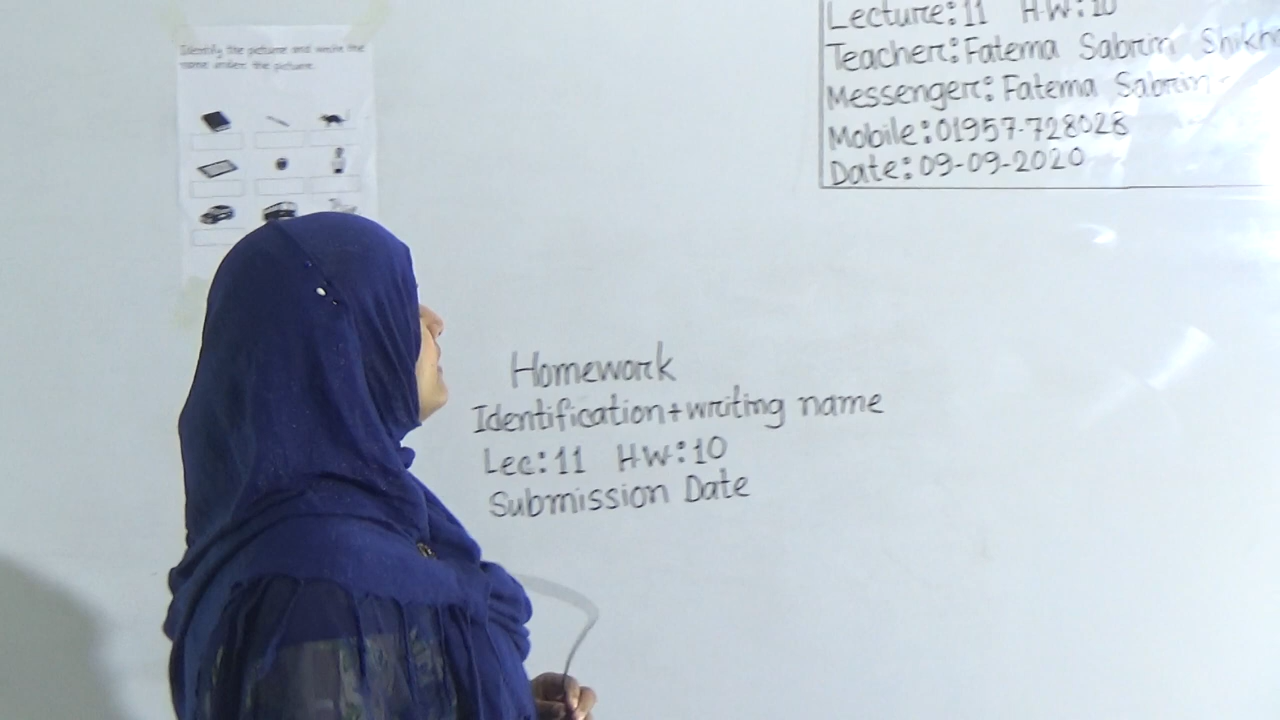 Identify the picture and write the
name under the picture.
Lecture:11 H.W:10
Teacher:Fatema Sabrin Shikha
Messenger: Fatema Sabrin
Mobile:01957-728028
Date: 09-09-2020
Homework
Identification+writing name
Lec:11 H.W:10
Submission Date